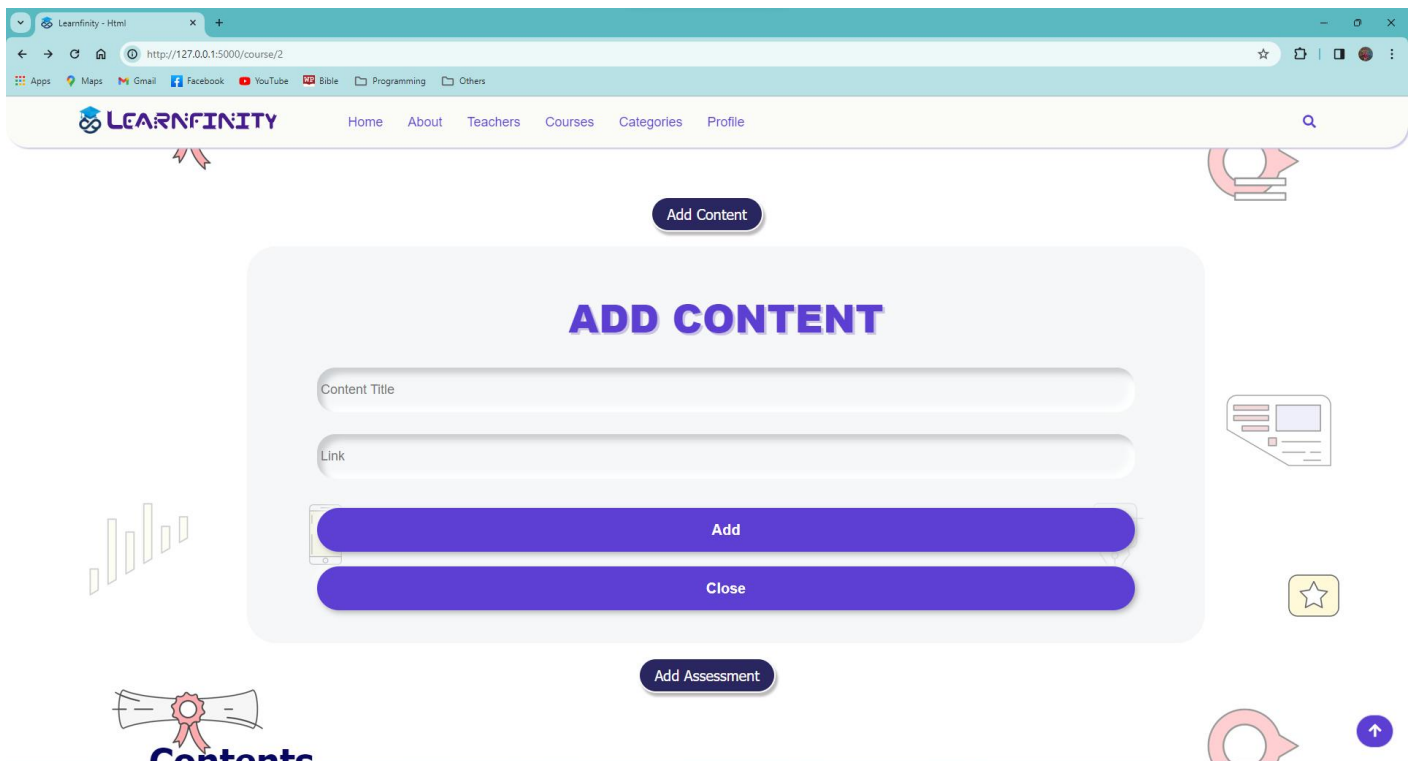 Learnfinity - Html
http://127.0.0.1:5000/course/2
Apps Maps Gmail Facebook YouTube Bible Programming Others
LEARNFINITY Home About Teachers Courses Categories Profile
Add Content
ADD CONTENT
Content Title
Link
Add
Close
Add Assessment
Contents